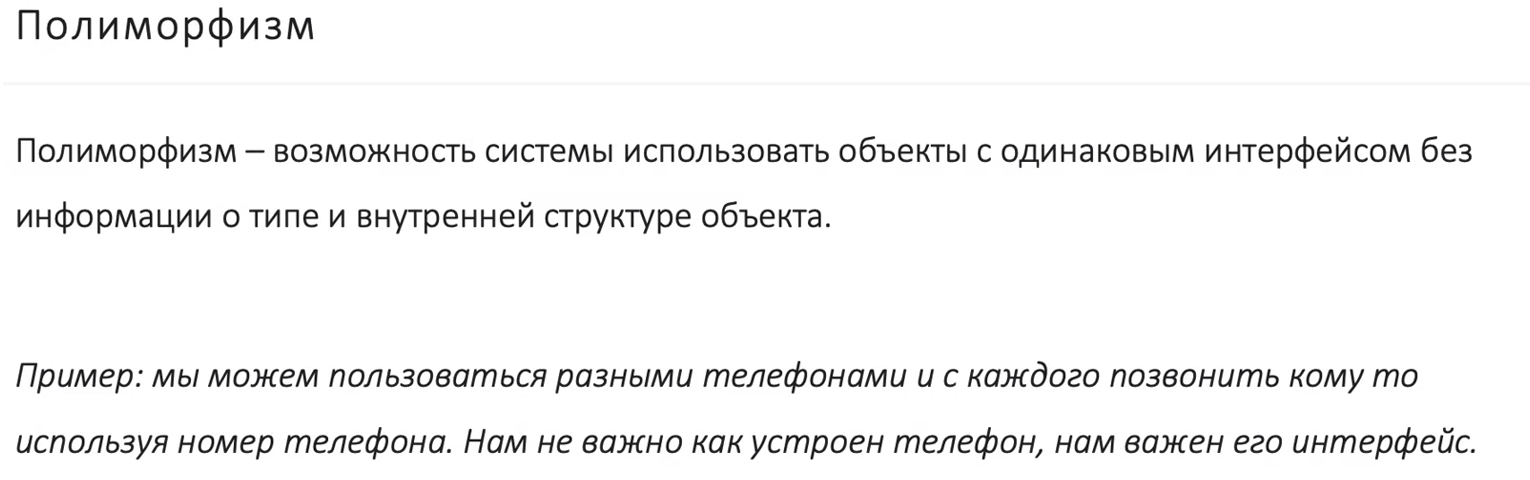 Полиморфизм
Полиморфизм – возможность системы использовать объекты с одинаковым интерфейсом без
информации о типе и внутренней структуре объекта.
Пример: мы можем пользоваться разными телефонами и с каждого позвонить кому то
используя номер телефона. Нам не важно как устроен телефон, нам важен его интерфейс.